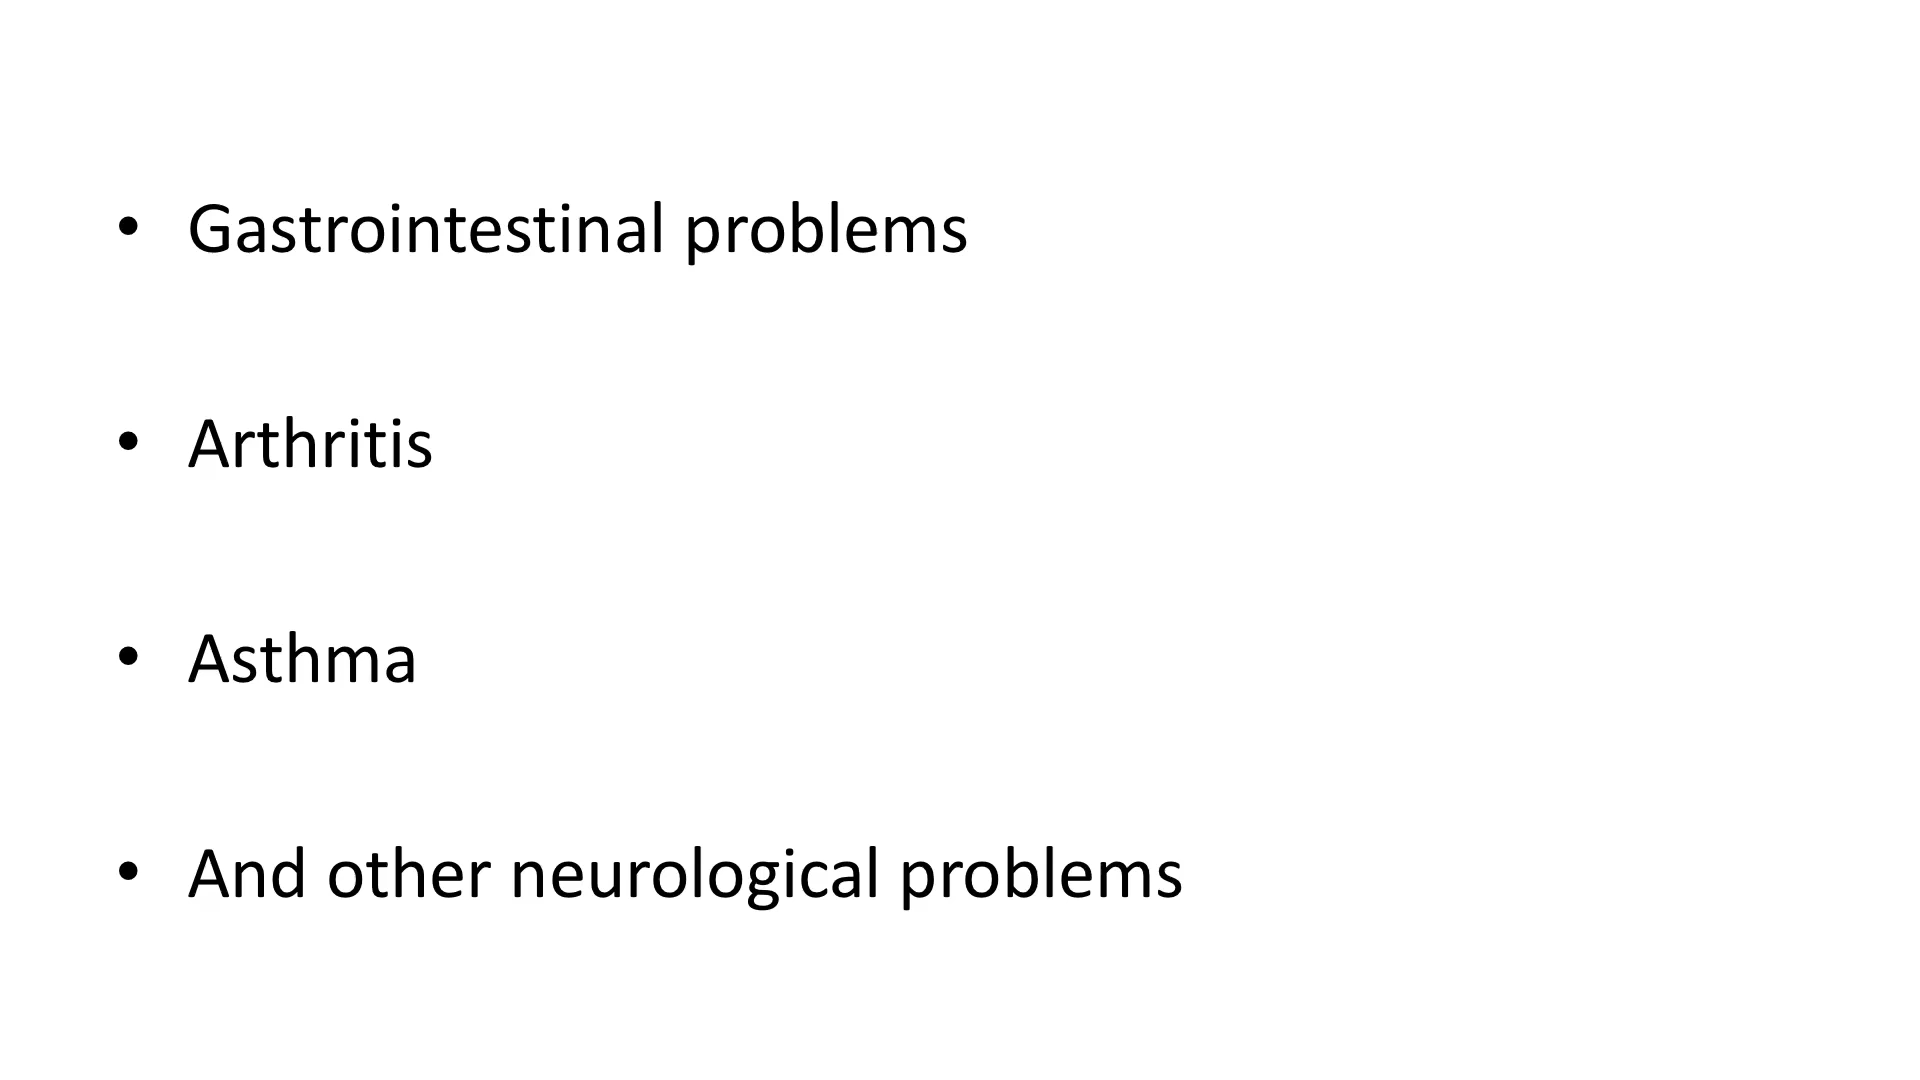 • Gastrointestinal problems
• Arthritis
• Asthma
• And other neurological problems